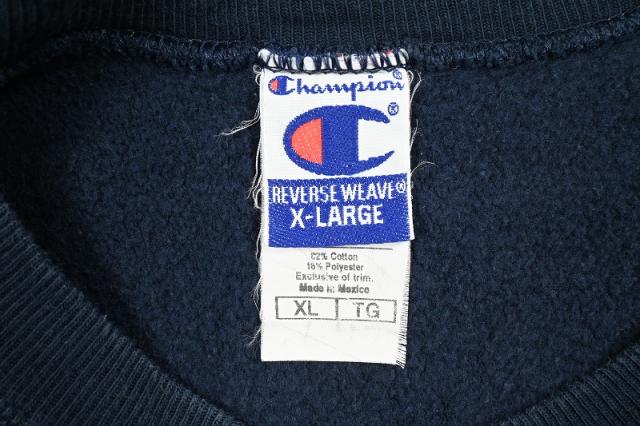 Champion®
®
REVERSE WEAVE®
X-LARGE
82% Cotton
18% Polyester
Exclusive of trim.
Made in Mexico
XL TG